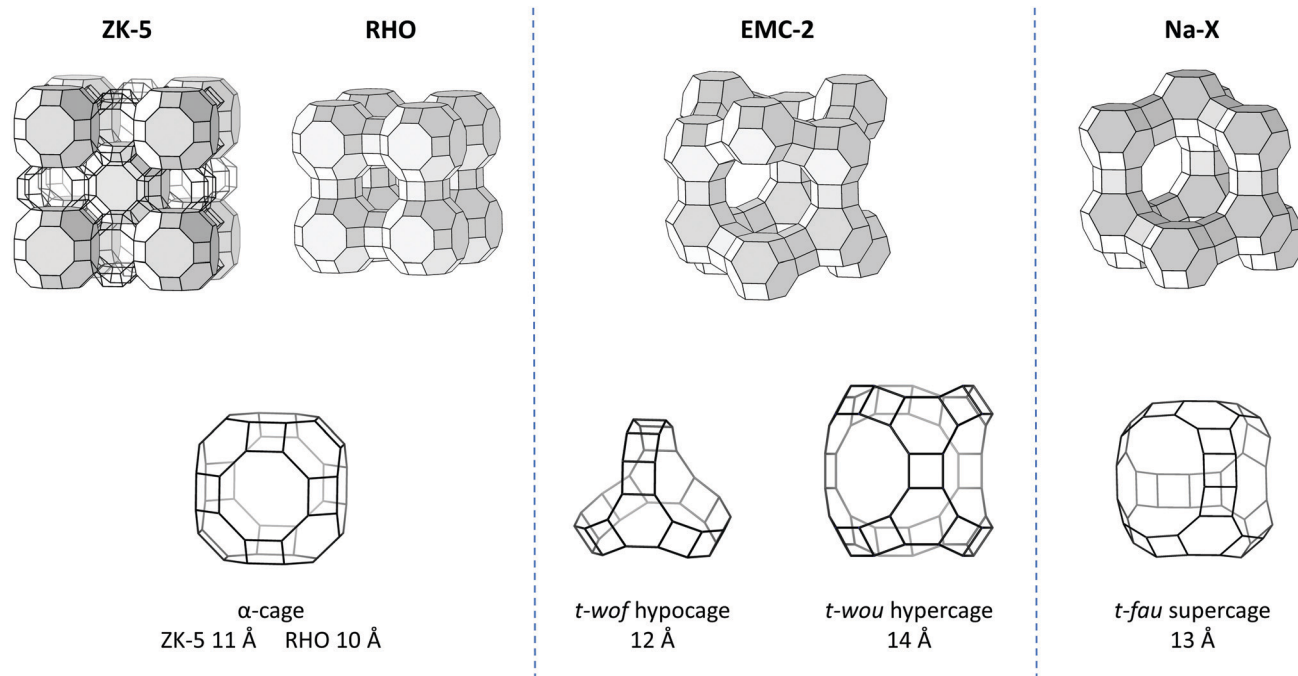 ZK-5
RHO
EMC-2
Na-X
α-cage
ZK-5 11 Å RHO 10 Å
t-wof hypocage
12 Å
t-wou hypercage
14 Å
t-fau supercage
13 Å